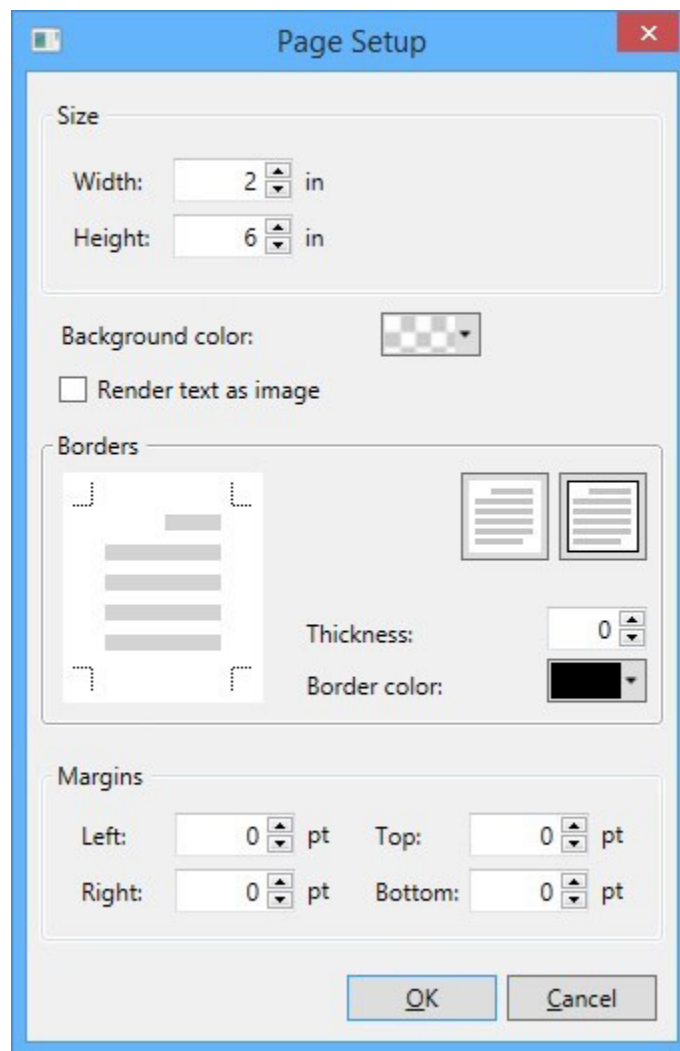 Page Setup
Size
Width: 2 in
Height: 6 in
Background color:
Render text as image
Borders
Thickness: 0
Border color:
Margins
Left: 0 pt Top: 0 pt
Right: 0 pt Bottom: 0 pt
OK Cancel